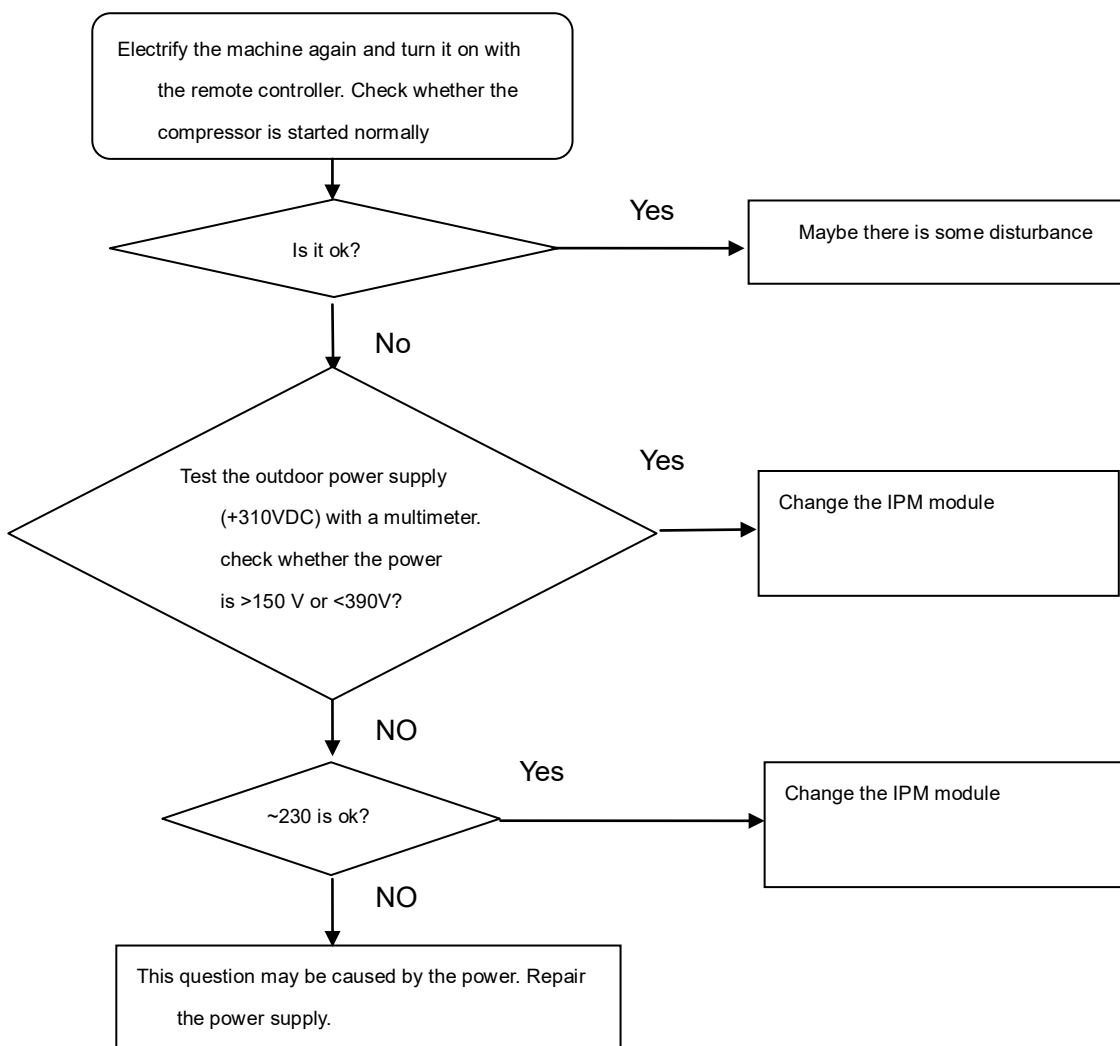 Electrify the machine again and turn it on with
the remote controller. Check whether the
compressor is started normally
Yes
Is it ok?
Maybe there is some disturbance
No
Test the outdoor power supply
(+310VDC) with a multimeter.
check whether the power
is >150 V or <390V?
Yes
Change the IPM module
NO
~230 is ok?
Yes
Change the IPM module
NO
This question may be caused by the power. Repair
the power supply.